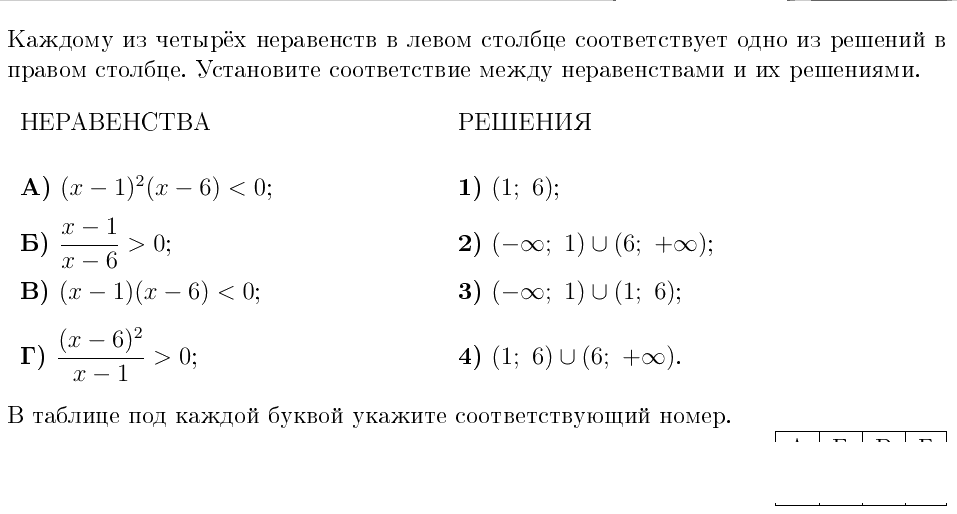 Каждому из четырёх неравенств в левом столбце соответствует одно из решений в
правом столбце. Установите соответствие между неравенствами и их решениями.
НЕРАВЕНСТВА РЕШЕНИЯ
А) (x − 1)²(x − 6) < 0; 1) (1; 6);
Б) (x − 1)/(x − 6) > 0; 2) (−∞; 1) ∪ (6; +∞);
В) (x − 1)(x − 6) < 0; 3) (−∞; 1) ∪ (1; 6);
Г) (x − 6)²/(x − 1) > 0; 4) (1; 6) ∪ (6; +∞).
В таблице под каждой буквой укажите соответствующий номер.